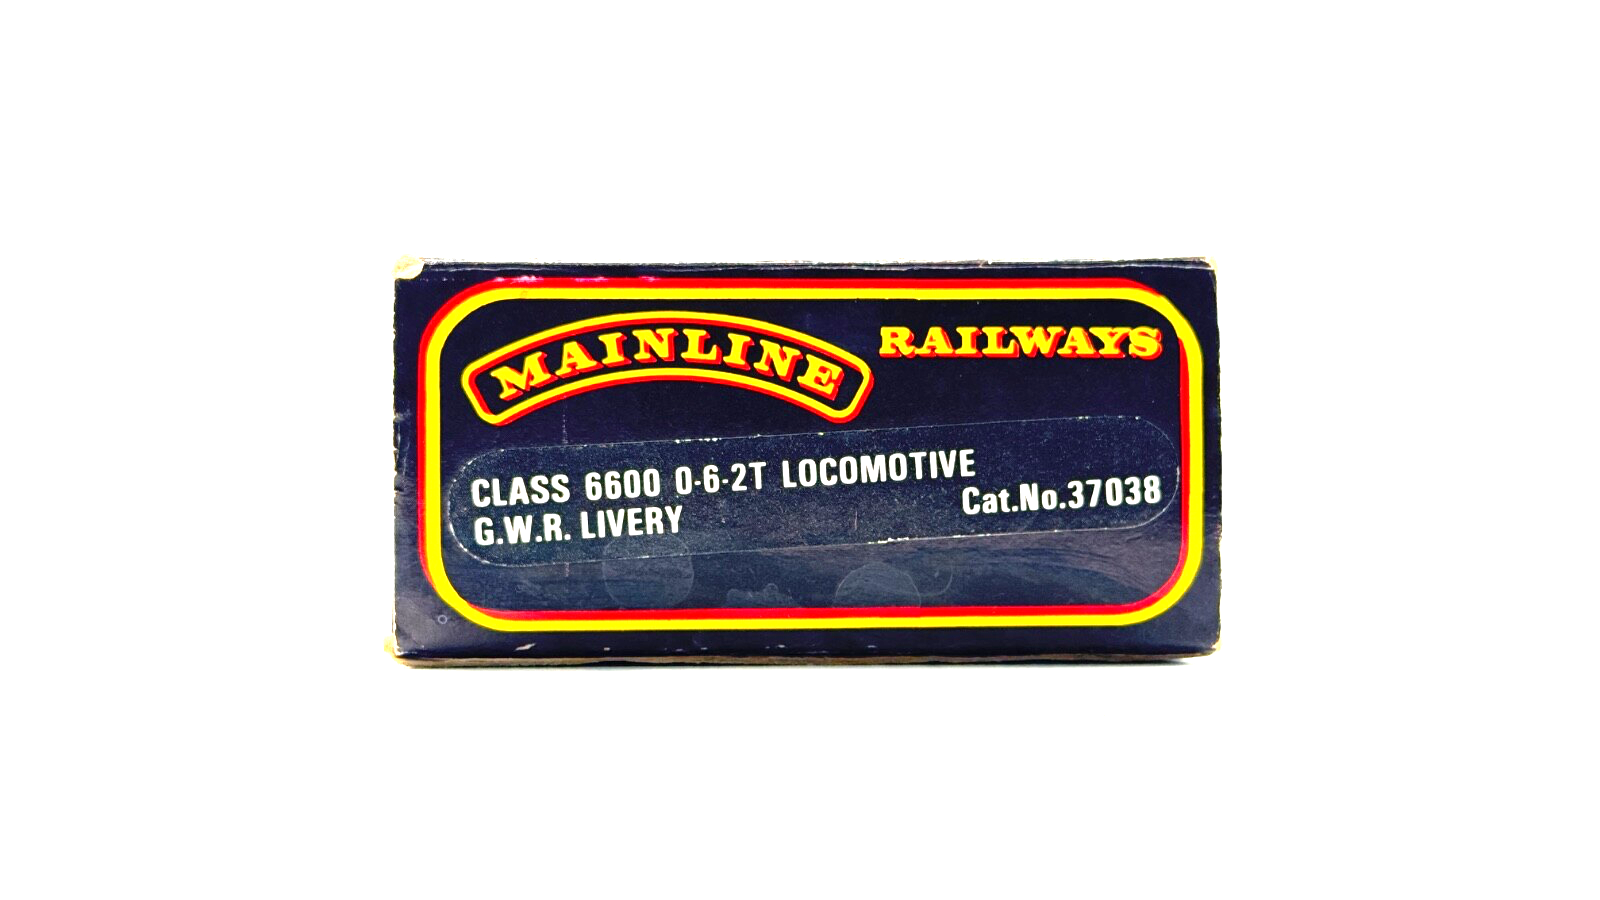 MAINLINE RAILWAYS
CLASS 6600 0-6-2T LOCOMOTIVE
G.W.R. LIVERY
Cat.No.37038